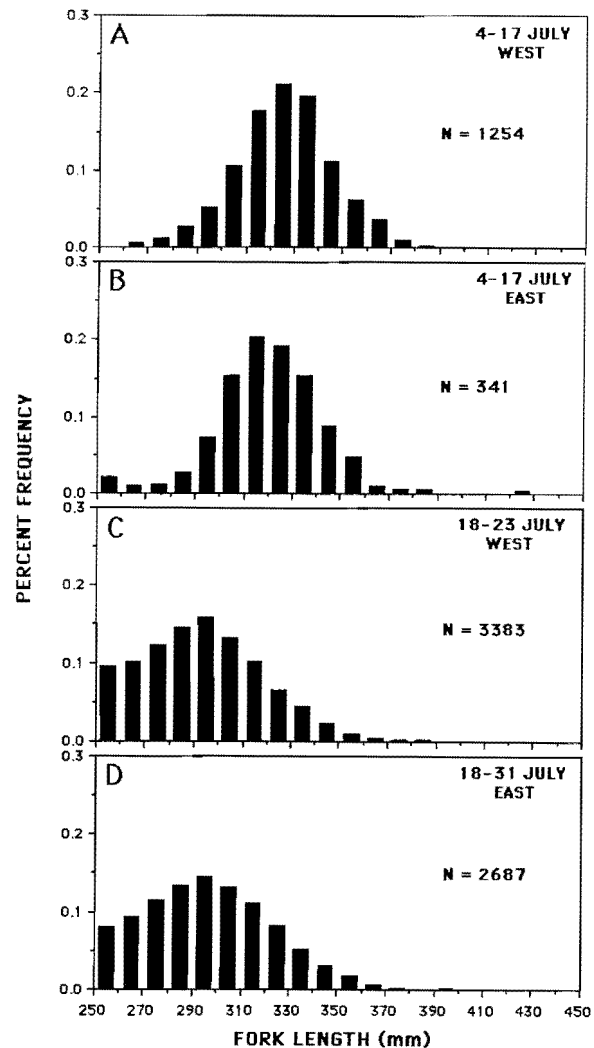 PERCENT FREQUENCY
A
4-17 JULY
WEST
N = 1254
0.3
0.2
0.1
0.0
B
4-17 JULY
EAST
N = 341
0.3
0.2
0.1
0.0
C
18-23 JULY
WEST
N = 3383
0.3
0.2
0.1
0.0
D
18-31 JULY
EAST
N = 2687
0.3
0.2
0.1
0.0
250 270 290 310 330 350 370 390 410 430 450
FORK LENGTH (mm)